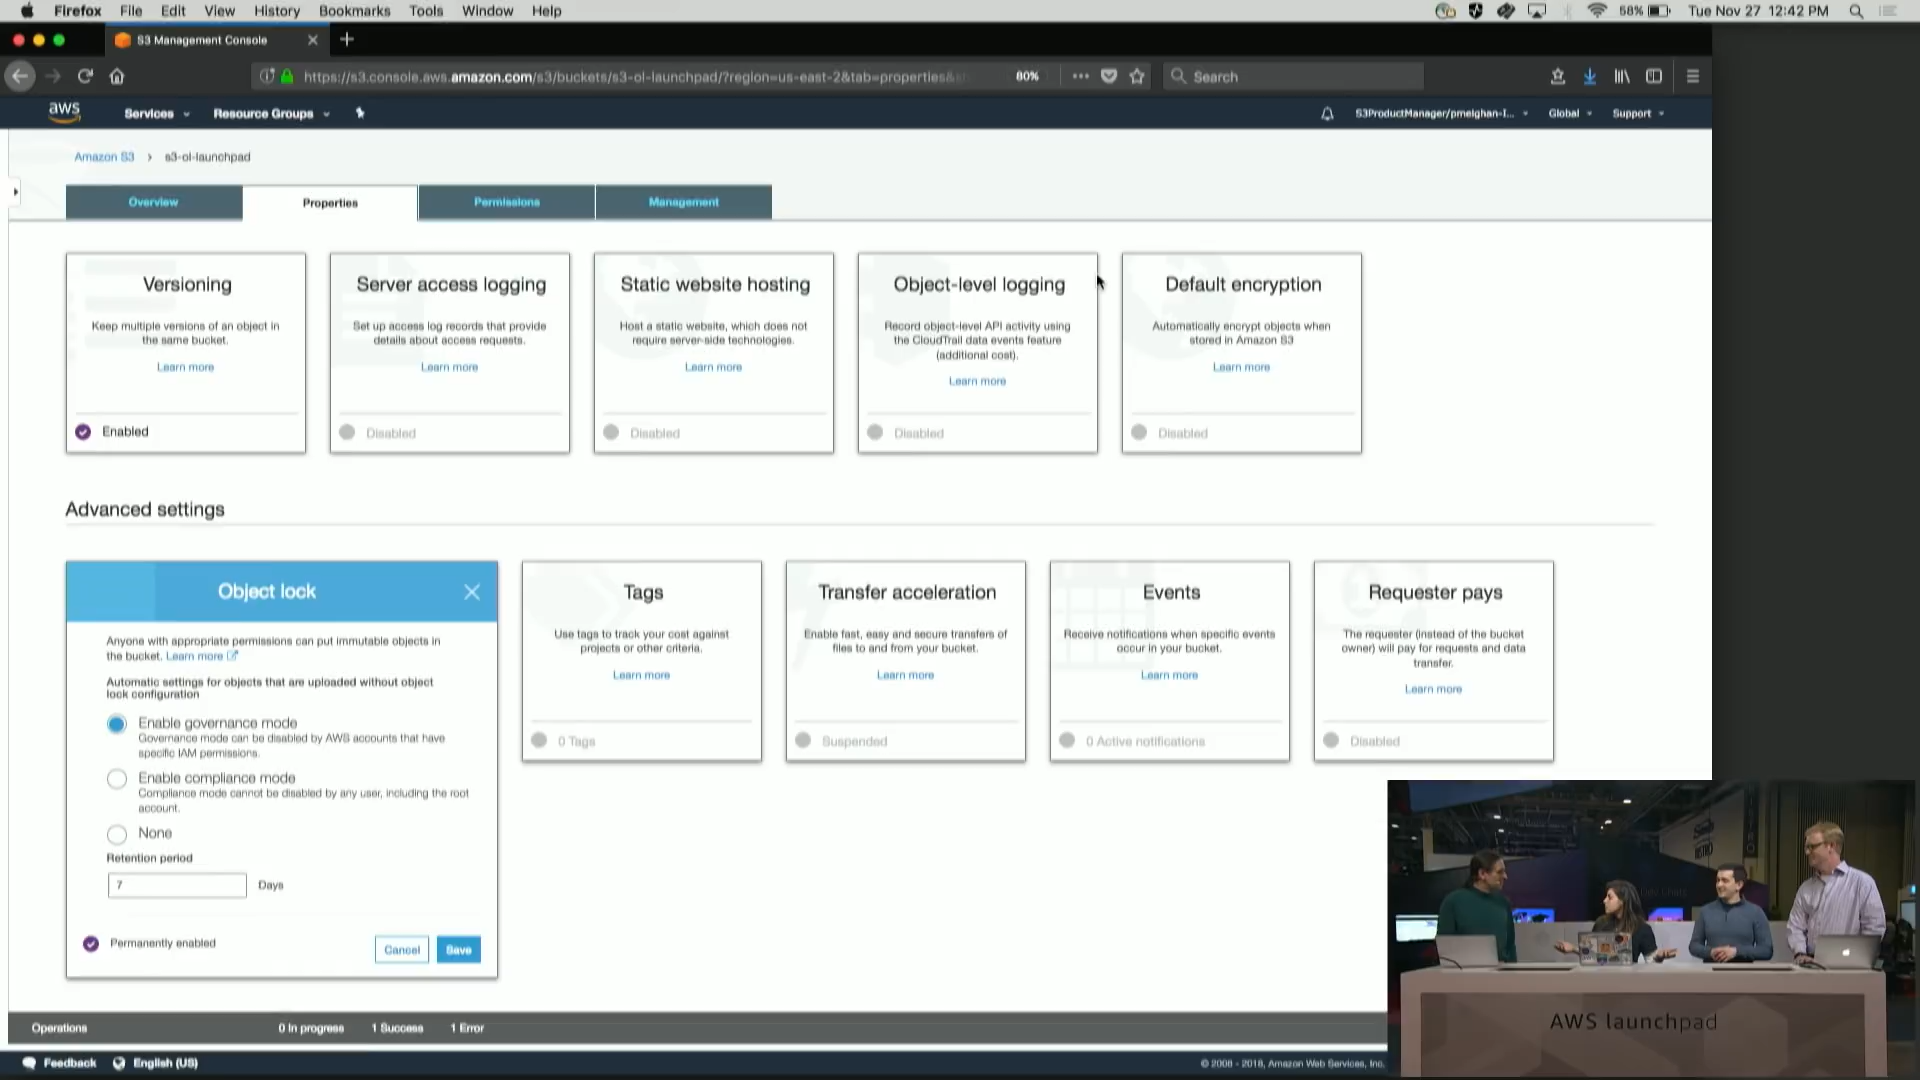 Firefox File Edit View History Bookmarks Tools Window Help
58% Tue Nov 27 12:42 PM
S3 Management Console
https://s3.console.aws.amazon.com/s3/buckets/s3-ol-launchpad/?region=us-east-2&tab=properties&
80%
Search
aws Services Resource Groups
S3ProductManager/pmeighan-I... Global Support
Amazon S3 > s3-ol-launchpad
Overview Properties Permissions Management
Versioning
Keep multiple versions of an object in
the same bucket.
Learn more
Enabled
Server access logging
Set up access log records that provide
details about access requests.
Learn more
Disabled
Static website hosting
Host a static website, which does not
require server-side technologies.
Learn more
Disabled
Object-level logging
Record object-level API activity using
the CloudTrail data events feature
(additional cost).
Learn more
Disabled
Default encryption
Automatically encrypt objects when
stored in Amazon S3
Learn more
Disabled
Advanced settings
Object lock
Anyone with appropriate permissions can put immutable objects in
the bucket. Learn more
Automatic settings for objects that are uploaded without object
lock configuration
Enable governance mode
Governance mode can be disabled by AWS accounts that have
specific IAM permissions.
Enable compliance mode
Compliance mode cannot be disabled by any user, including the root
account.
None
Retention period
7 Days
Permanently enabled
Cancel Save
Tags
Use tags to track your cost against
projects or other criteria.
Learn more
0 Tags
Transfer acceleration
Enable fast, easy and secure transfers of
files to and from your bucket.
Learn more
Suspended
Events
Receive notifications when specific events
occur in your bucket.
Learn more
0 Active notifications
Requester pays
The requester (instead of the bucket
owner) will pay for requests and data
transfer.
Learn more
Disabled
AWS launchpad
Operations 0 In progress 1 Success 1 Error
Feedback English (US)
© 2008 - 2018, Amazon Web Services, Inc.